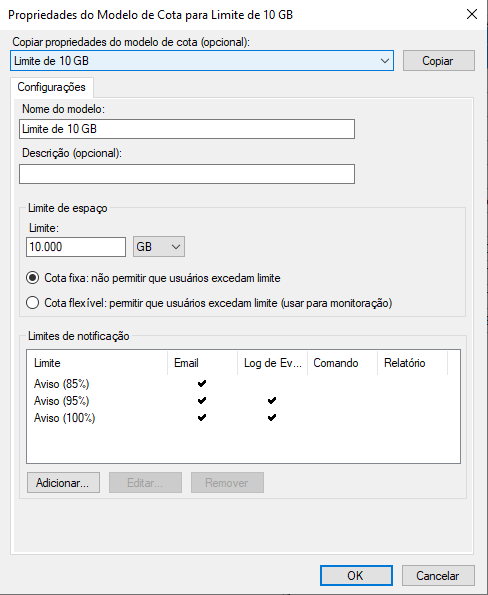 Propriedades do Modelo de Cota para Limite de 10 GB
Copiar propriedades do modelo de cota (opcional):
Limite de 10 GB
Copiar
Configurações
Nome do modelo:
Limite de 10 GB
Descrição (opcional):
Limite de espaço
Limite:
10.000 GB
Cota fixa: não permitir que usuários excedam limite
Cota flexível: permitir que usuários excedam limite (usar para monitoração)
Limites de notificação
Limite Email Log de Ev... Comando Relatório
Aviso (85%)
Aviso (95%)
Aviso (100%)
Adicionar... Editar... Remover
OK Cancelar